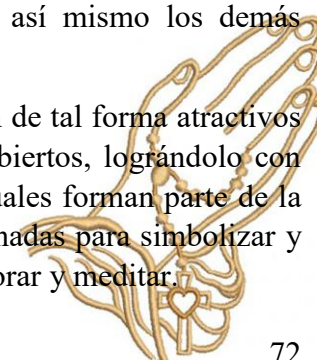 así mismo los demás
de tal forma atractivos
biertos, lográndolo con
uales forman parte de la
nadas para simbolizar y
orar y meditar.
72